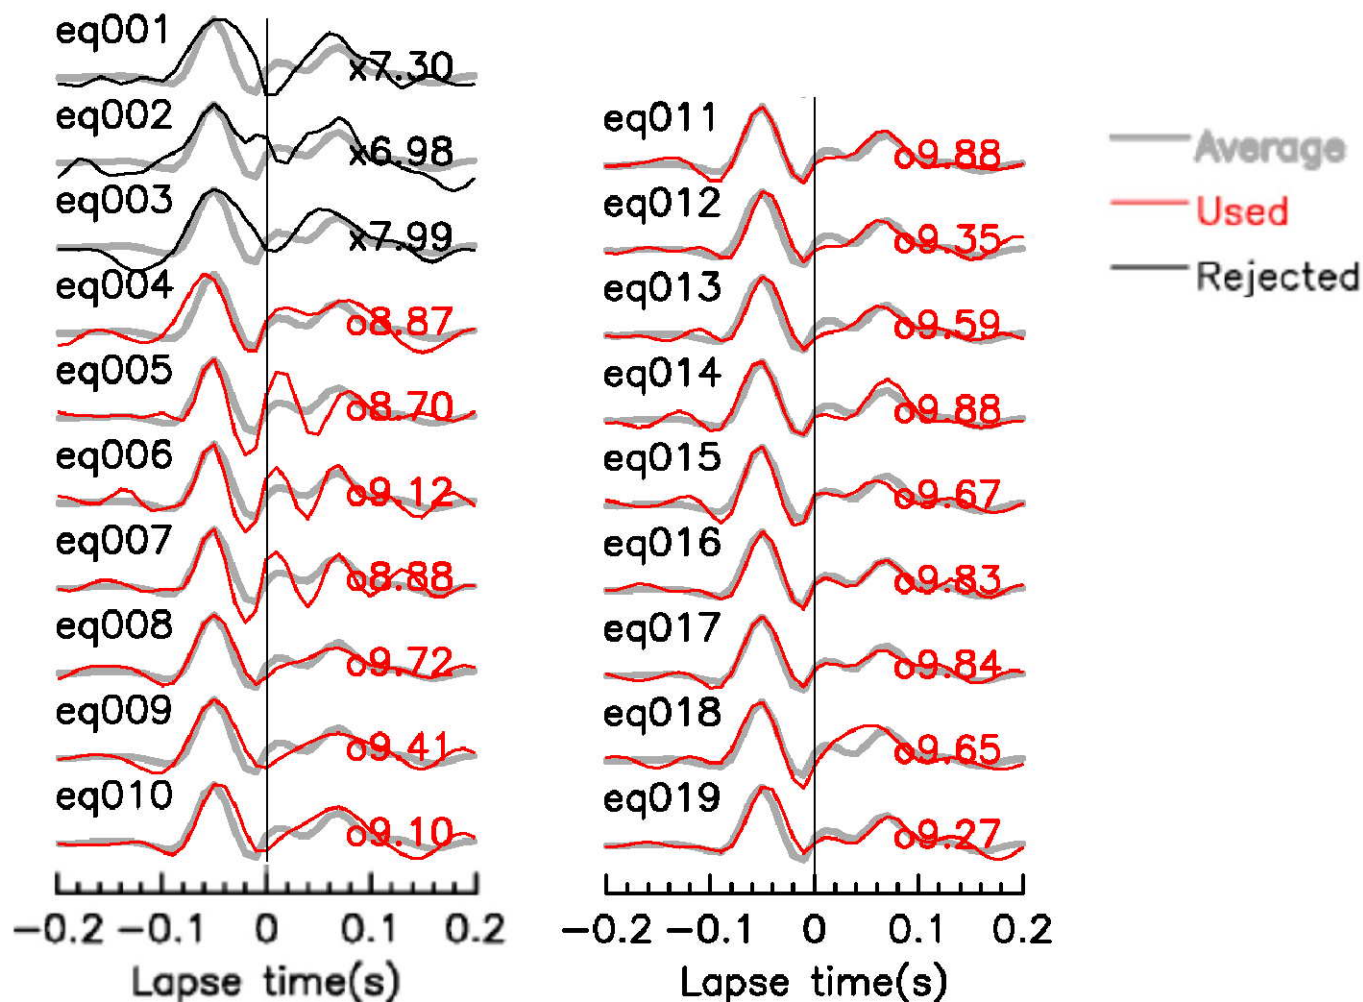 eq001
x7.30
eq002
x6.98
eq003
x7.99
eq004
o8.87
eq005
o8.70
eq006
o9.12
eq007
o8.88
eq008
o9.72
eq009
o9.41
eq010
o9.10
-0.2 -0.1 0 0.1 0.2
Lapse time(s)
eq011
o9.88
eq012
o9.35
eq013
o9.59
eq014
o9.88
eq015
o9.67
eq016
o9.83
eq017
o9.84
eq018
o9.65
eq019
o9.27
-0.2 -0.1 0 0.1 0.2
Lapse time(s)
Average
Used
Rejected